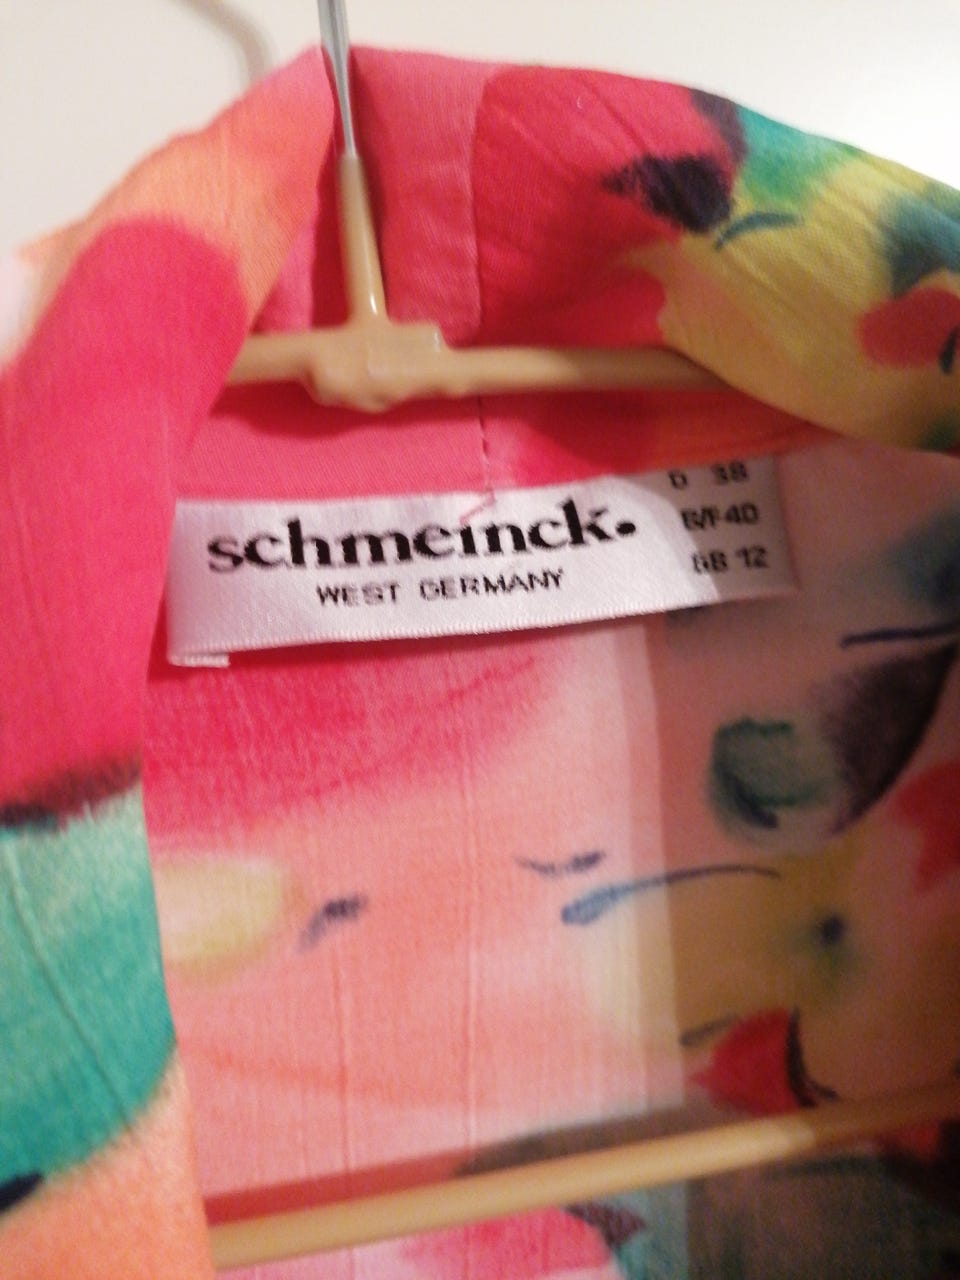 schmeinck.
WEST GERMANY
D 38
B/F 40
GB 12